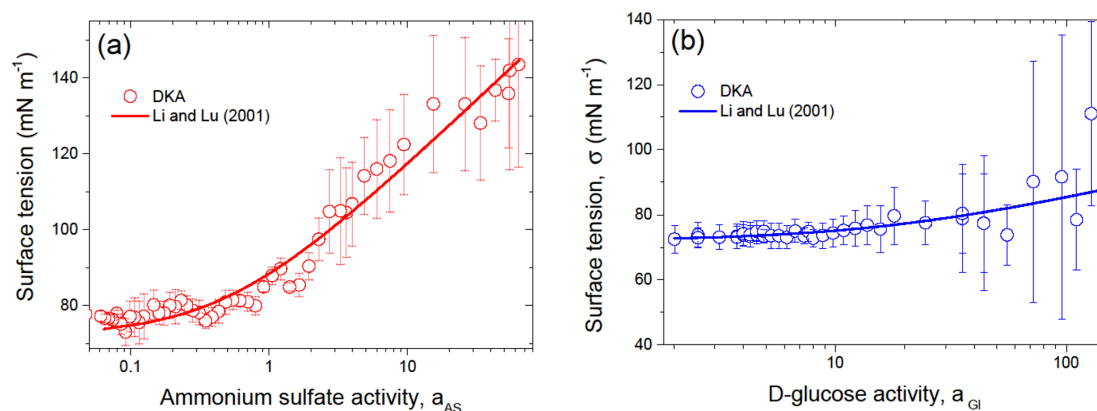 (a)
DKA
Li and Lu (2001)
Surface tension (mN m-1)
140
120
100
80
0.1
1
10
Ammonium sulfate activity, aAS
(b)
DKA
Li and Lu (2001)
Surface tension, σ (mN m-1)
140
120
100
80
60
40
10
100
D-glucose activity, a Gl